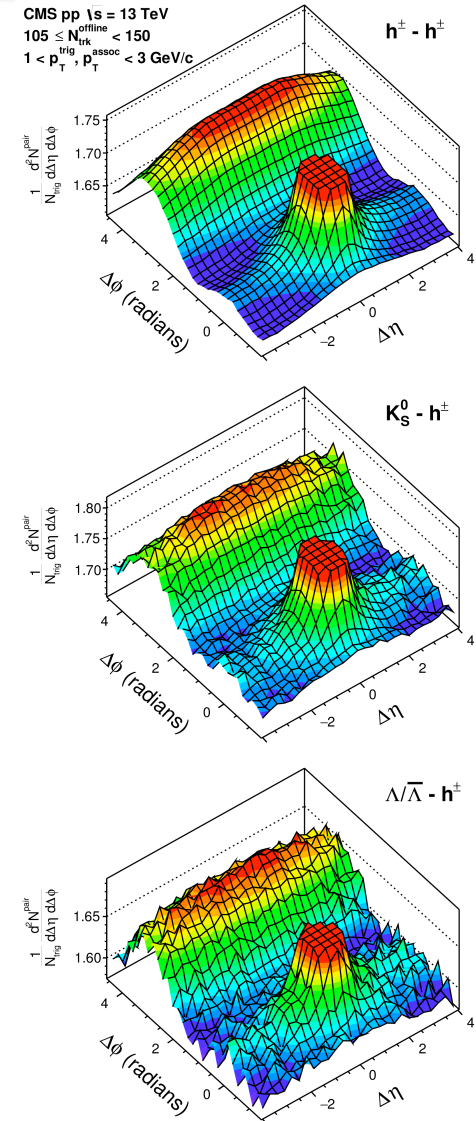 CMS pp √s = 13 TeV
105 ≤ N_trk^offline < 150
1 < p_T^trig, p_T^assoc < 3 GeV/c
h± - h±
1.75
1.70
1.65
1/N_trig d²N^pair/dΔη dΔϕ
4
2
0
Δϕ (radians)
−2
0
2
4
Δη
K_S^0 - h±
1.80
1.75
1.70
1/N_trig d²N^pair/dΔη dΔϕ
4
2
0
Δϕ (radians)
−2
0
2
4
Δη
Λ/Λ̅ - h±
1.65
1.60
1/N_trig d²N^pair/dΔη dΔϕ
4
2
0
Δϕ (radians)
−2
0
2
4
Δη